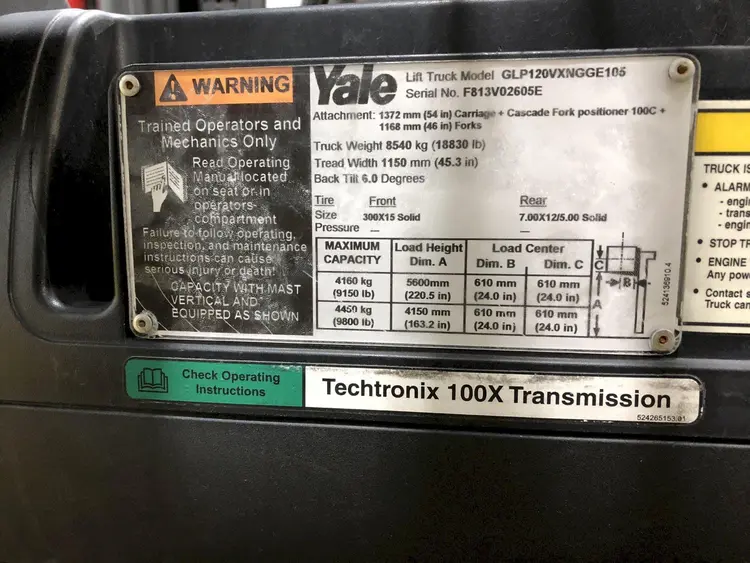 WARNING
Trained Operators and
Mechanics Only
Read Operating
Manual located
on seat or in
operators
compartment
Failure to follow operating,
inspection, and maintenance
instructions can cause
serious injury or death!
CAPACITY WITH MAST
VERTICAL AND
EQUIPPED AS SHOWN
Yale Lift Truck Model GLP120VXNGGE105
Serial No. F813V02605E
Attachment: 1372 mm (54 in) Carriage + Cascade Fork positioner 100C +
1168 mm (46 in) Forks
Truck Weight 8540 kg (18830 lb)
Tread Width 1150 mm (45.3 in)
Back Tilt 6.0 Degrees
Tire Front Rear
Size 300X15 Solid 7.00X12/5.00 Solid
Pressure — —
MAXIMUM CAPACITY Load Height Dim. A Load Center Dim. B Dim. C
4160 kg 5600mm 610 mm 610 mm
(9150 lb) (220.5 in) (24.0 in) (24.0 in)
4450 kg 4150 mm 610 mm 610 mm
(9800 lb) (163.2 in) (24.0 in) (24.0 in)
C
B
A
524136910 4
TRUCK IS
• ALARM
- engi
- trans
- engin
• STOP TR
• ENGINE
Any pow
• Contact s
Truck can
Check Operating
Instructions
Techtronix 100X Transmission
524265153.01